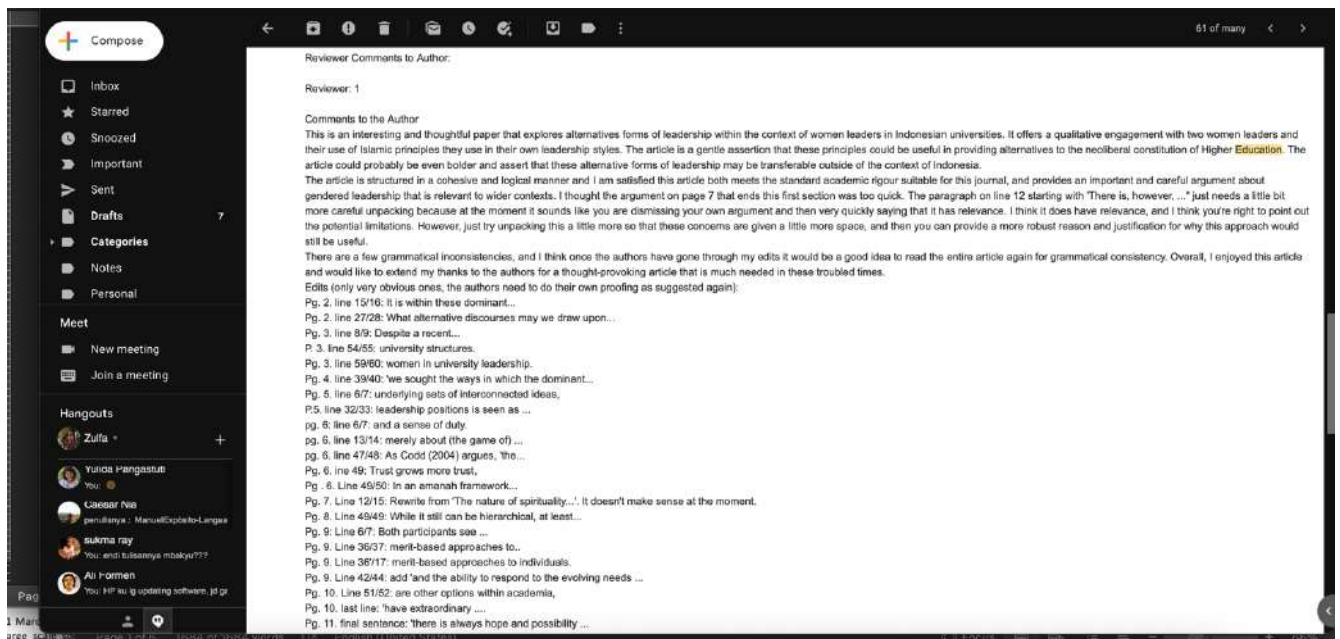 Compose
61 of many
Inbox
Starred
Snoozed
Important
Sent
Drafts 7
Categories
Notes
Personal
Meet
New meeting
Join a meeting
Hangouts
Zulfa
+
Yulida Pangastuti
You:
Caesar Nia
penulisnya : ManuelExpósito-Langaa
sukma ray
You: endi tulisannya mbakyu???
Ali Formen
You: HP ku lg updating software, jd gr
Reviewer Comments to Author:
Reviewer: 1
Comments to the Author
This is an interesting and thoughtful paper that explores alternatives forms of leadership within the context of women leaders in Indonesian universities. It offers a qualitative engagement with two women leaders and
their use of Islamic principles they use in their own leadership styles. The article is a gentle assertion that these principles could be useful in providing alternatives to the neoliberal constitution of Higher Education. The
article could probably be even bolder and assert that these alternative forms of leadership may be transferable outside of the context of Indonesia.
The article is structured in a cohesive and logical manner and I am satisfied this article both meets the standard academic rigour suitable for this journal, and provides an important and careful argument about
gendered leadership that is relevant to wider contexts. I thought the argument on page 7 that ends this first section was too quick. The paragraph on line 12 starting with 'There is, however, ..." just needs a little bit
more careful unpacking because at the moment it sounds like you are dismissing your own argument and then very quickly saying that it has relevance. I think it does have relevance, and I think you're right to point out
the potential limitations. However, just try unpacking this a little more so that these concerns are given a little more space, and then you can provide a more robust reason and justification for why this approach would
still be useful.
There are a few grammatical inconsistencies, and I think once the authors have gone through my edits it would be a good idea to read the entire article again for grammatical consistency. Overall, I enjoyed this article
and would like to extend my thanks to the authors for a thought-provoking article that is much needed in these troubled times.
Edits (only very obvious ones, the authors need to do their own proofing as suggested again):
Pg. 2. line 15/16: It is within these dominant...
Pg. 2. line 27/28: What alternative discourses may we draw upon...
Pg. 3. line 8/9: Despite a recent...
P. 3. line 54/55: university structures.
Pg. 3. line 59/60: women in university leadership.
Pg. 4. line 39/40: 'we sought the ways in which the dominant...
Pg. 5. line 6/7: underlying sets of interconnected ideas,
P.5. line 32/33: leadership positions is seen as ...
pg. 6: line 6/7: and a sense of duty.
pg. 6. line 13/14: merely about (the game of) ...
pg. 6. line 47/48: As Codd (2004) argues, 'the...
Pg. 6. ine 49: Trust grows more trust,
Pg . 6. Line 49/50: In an amanah framework...
Pg. 7. Line 12/15: Rewrite from 'The nature of spirituality...'. It doesn't make sense at the moment.
Pg. 8. Line 49/49: While it still can be hierarchical, at least...
Pg. 9: Line 6/7: Both participants see ...
Pg. 9. Line 36/37: merit-based approaches to..
Pg. 9. Line 36'/17: merit-based approaches to individuals.
Pg. 9. Line 42/44: add 'and the ability to respond to the evolving needs ...
Pg. 10. Line 51/52: are other options within academia,
Pg. 10. last line: 'have extraordinary ....
Pg. 11. final sentence: 'there is always hope and possibility ...